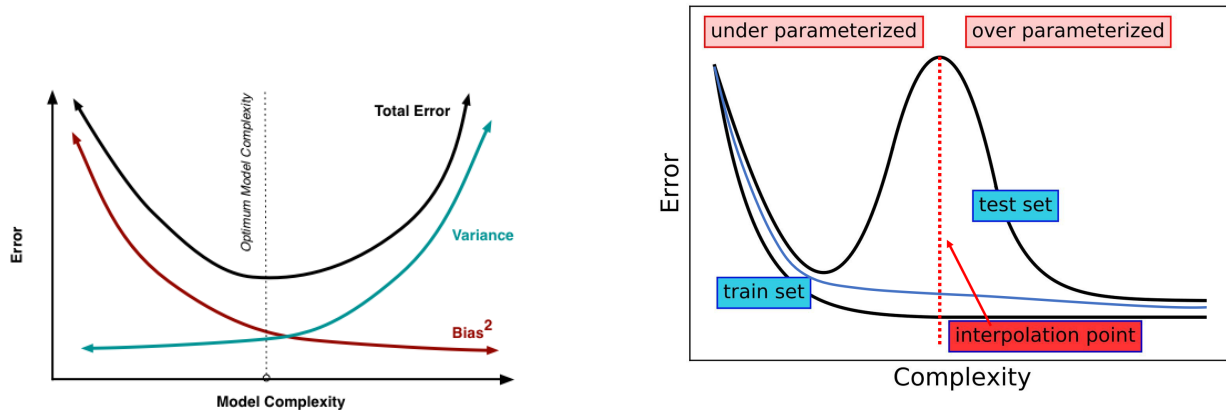 Error
Optimum Model Complexity
Total Error
Variance
Bias²
Model Complexity
under parameterized
over parameterized
Error
test set
train set
interpolation point
Complexity